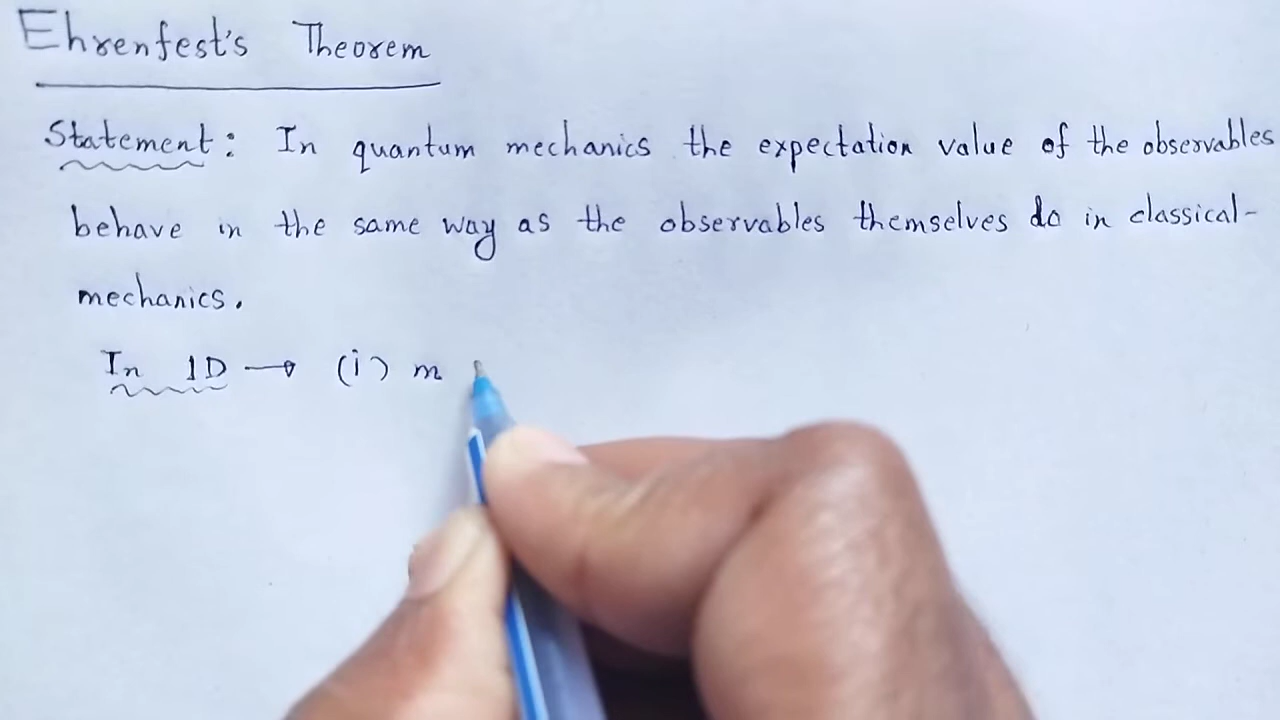 Ehrenfest's Theorem
Statement: In quantum mechanics the expectation value of the observables
behave in the same way as the observables themselves do in classical-
mechanics.
In 1D → (i) m